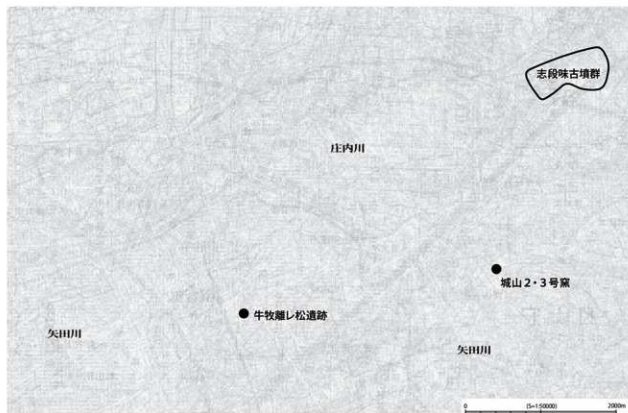 志段味古墳群
庄内川
城山２・３号窯
牛牧離レ松遺跡
矢田川
矢田川
0 (S=1:50000) 2000m